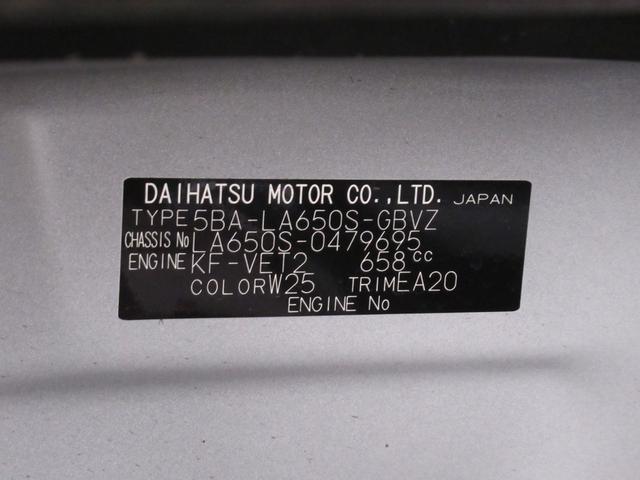 DAIHATSU MOTOR CO.,LTD. JAPAN
TYPE 5BA-LA650S-GBVZ
CHASSIS No LA650S-0479695
ENGINE KF-VET2 658cc
COLOR W25 TRIM EA20
ENGINE No